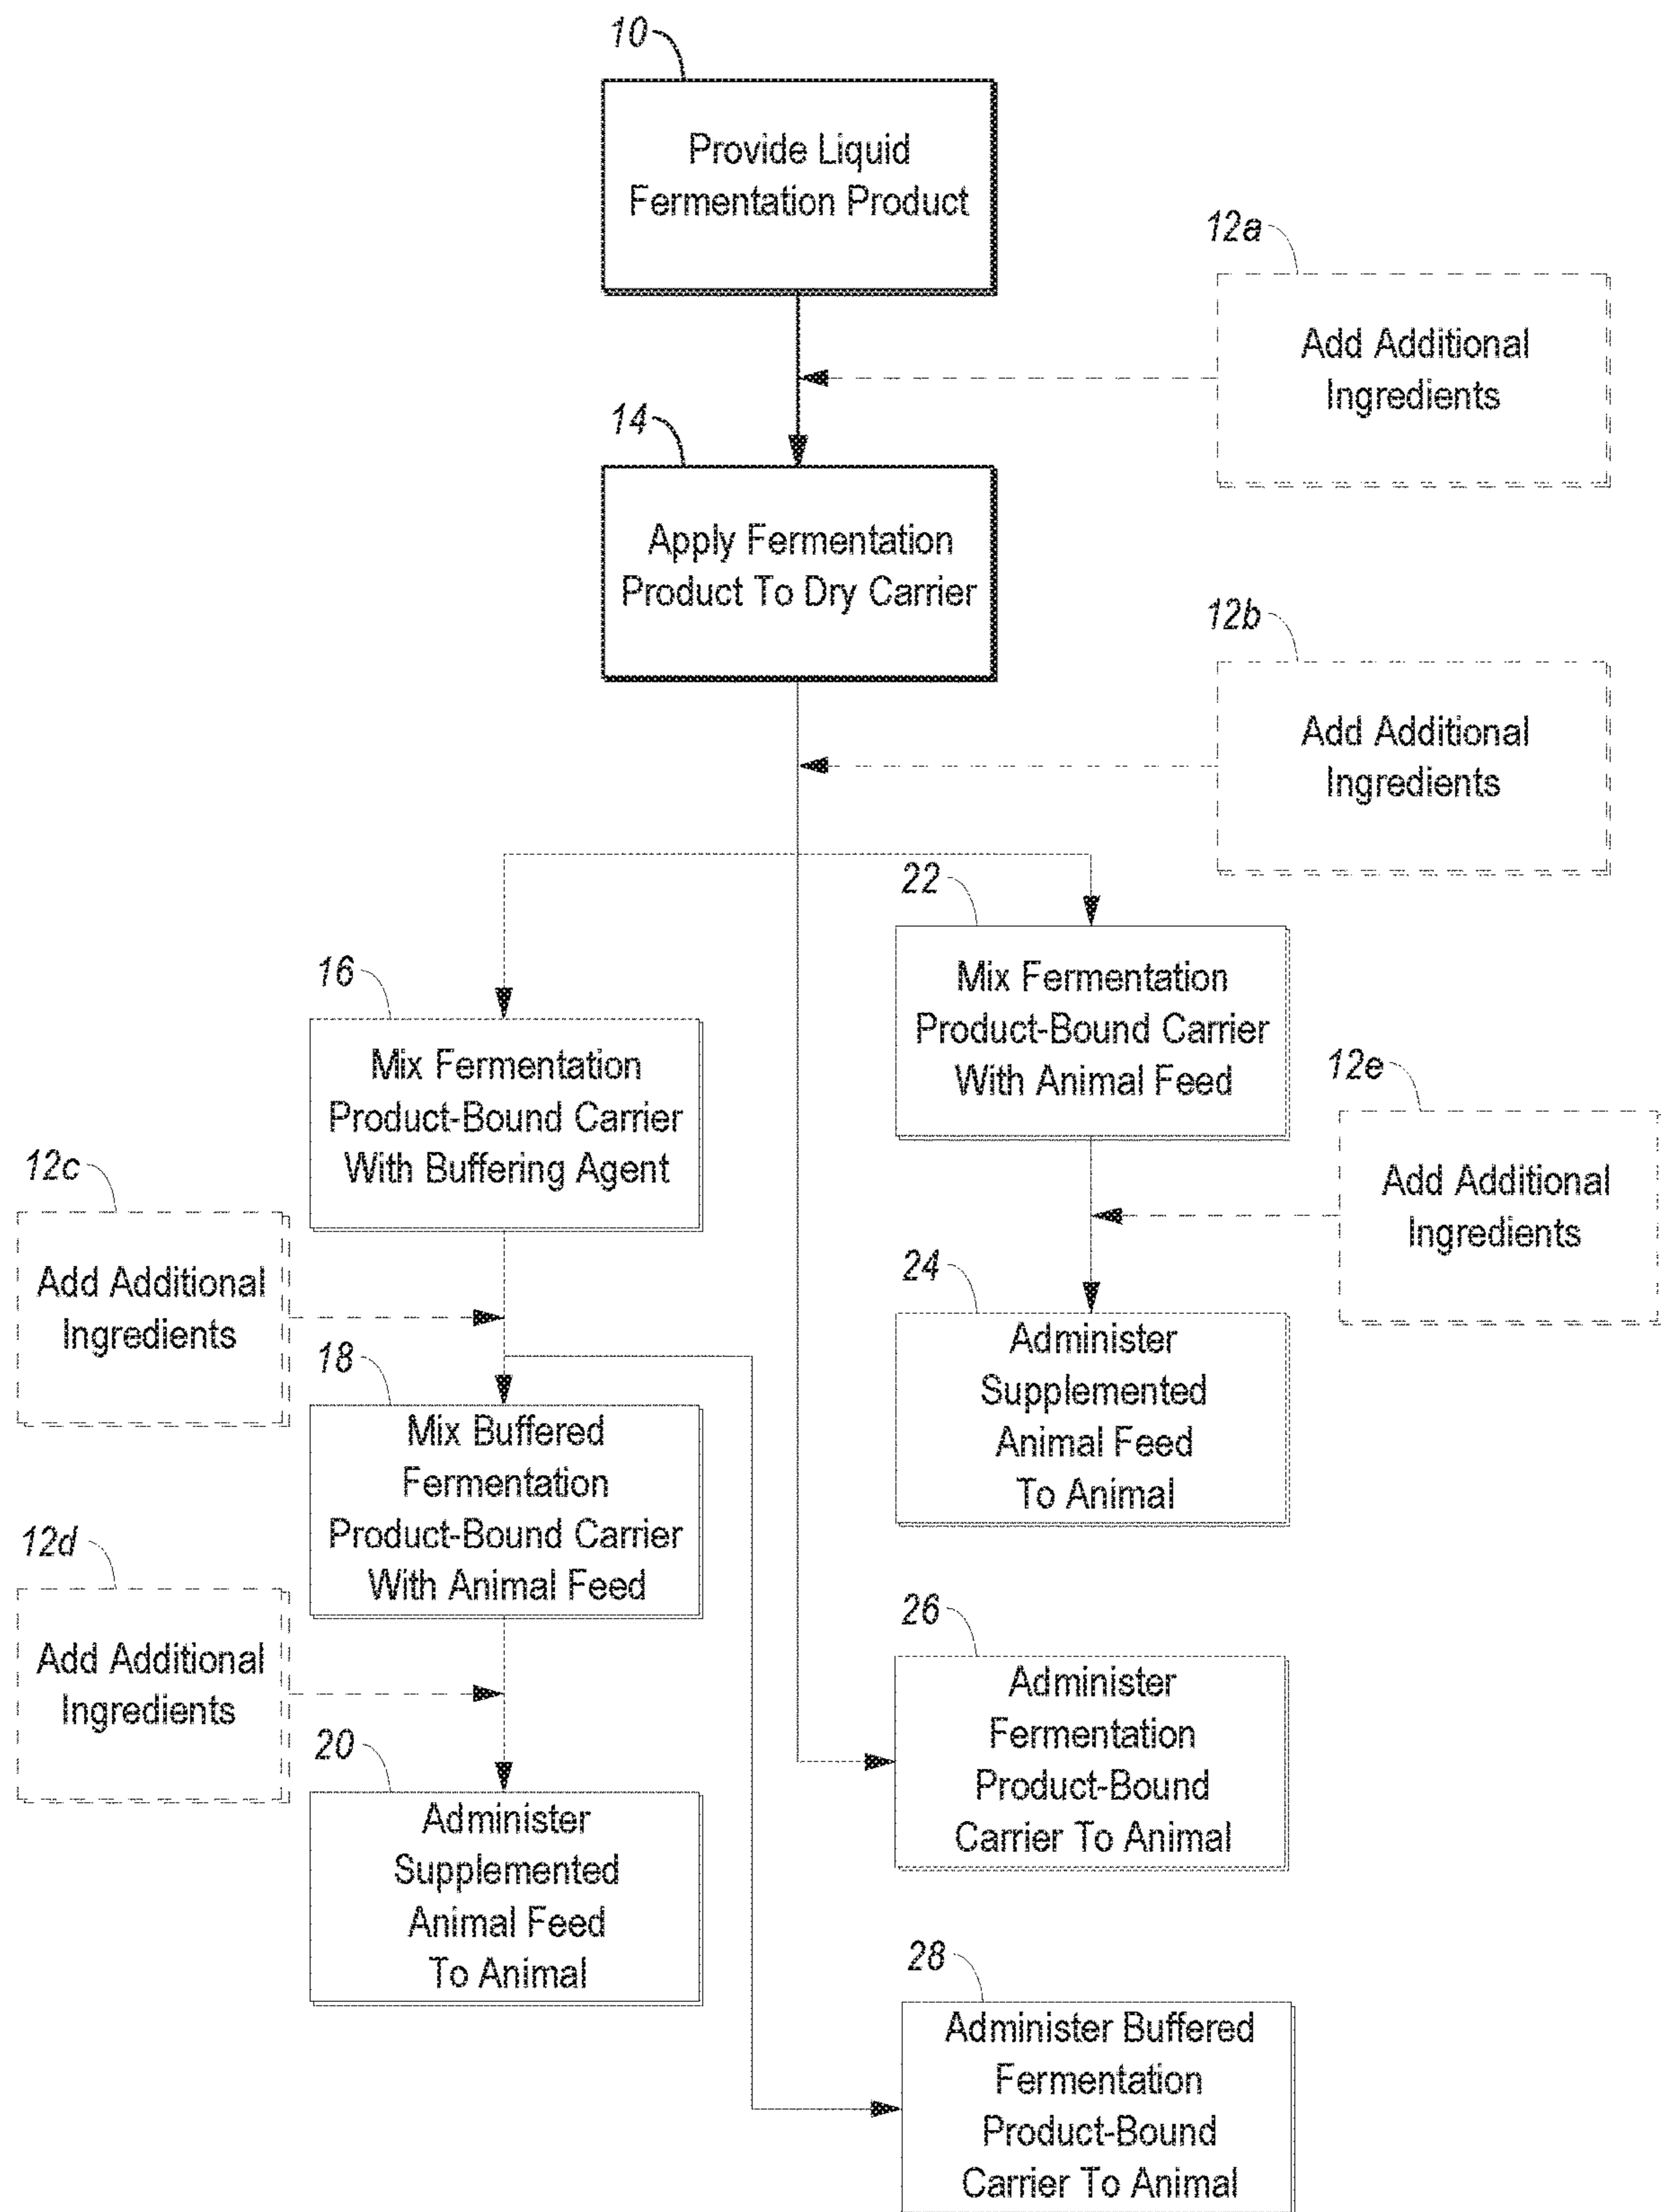 10
Provide Liquid
Fermentation Product
12a
Add Additional
Ingredients
14
Apply Fermentation
Product To Dry Carrier
12b
Add Additional
Ingredients
22
Mix Fermentation
Product-Bound Carrier
With Animal Feed
16
Mix Fermentation
Product-Bound Carrier
With Buffering Agent
12e
Add Additional
Ingredients
12c
Add Additional
Ingredients
24
Administer
Supplemented
Animal Feed
To Animal
18
Mix Buffered
Fermentation
Product-Bound Carrier
With Animal Feed
12d
Add Additional
Ingredients
26
Administer
Fermentation
Product-Bound
Carrier To Animal
20
Administer
Supplemented
Animal Feed
To Animal
28
Administer Buffered
Fermentation
Product-Bound
Carrier To Animal